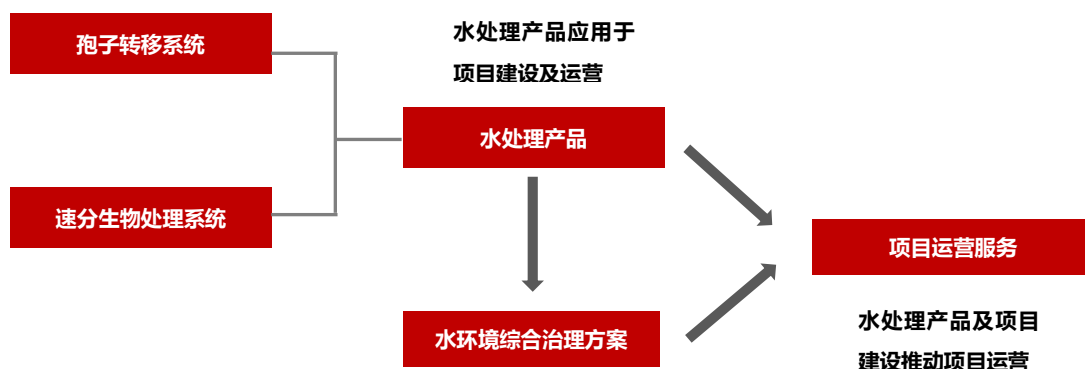 孢子转移系统
水处理产品应用于
项目建设及运营
水处理产品
速分生物处理系统
项目运营服务
水环境综合治理方案
水处理产品及项目
建设推动项目运营